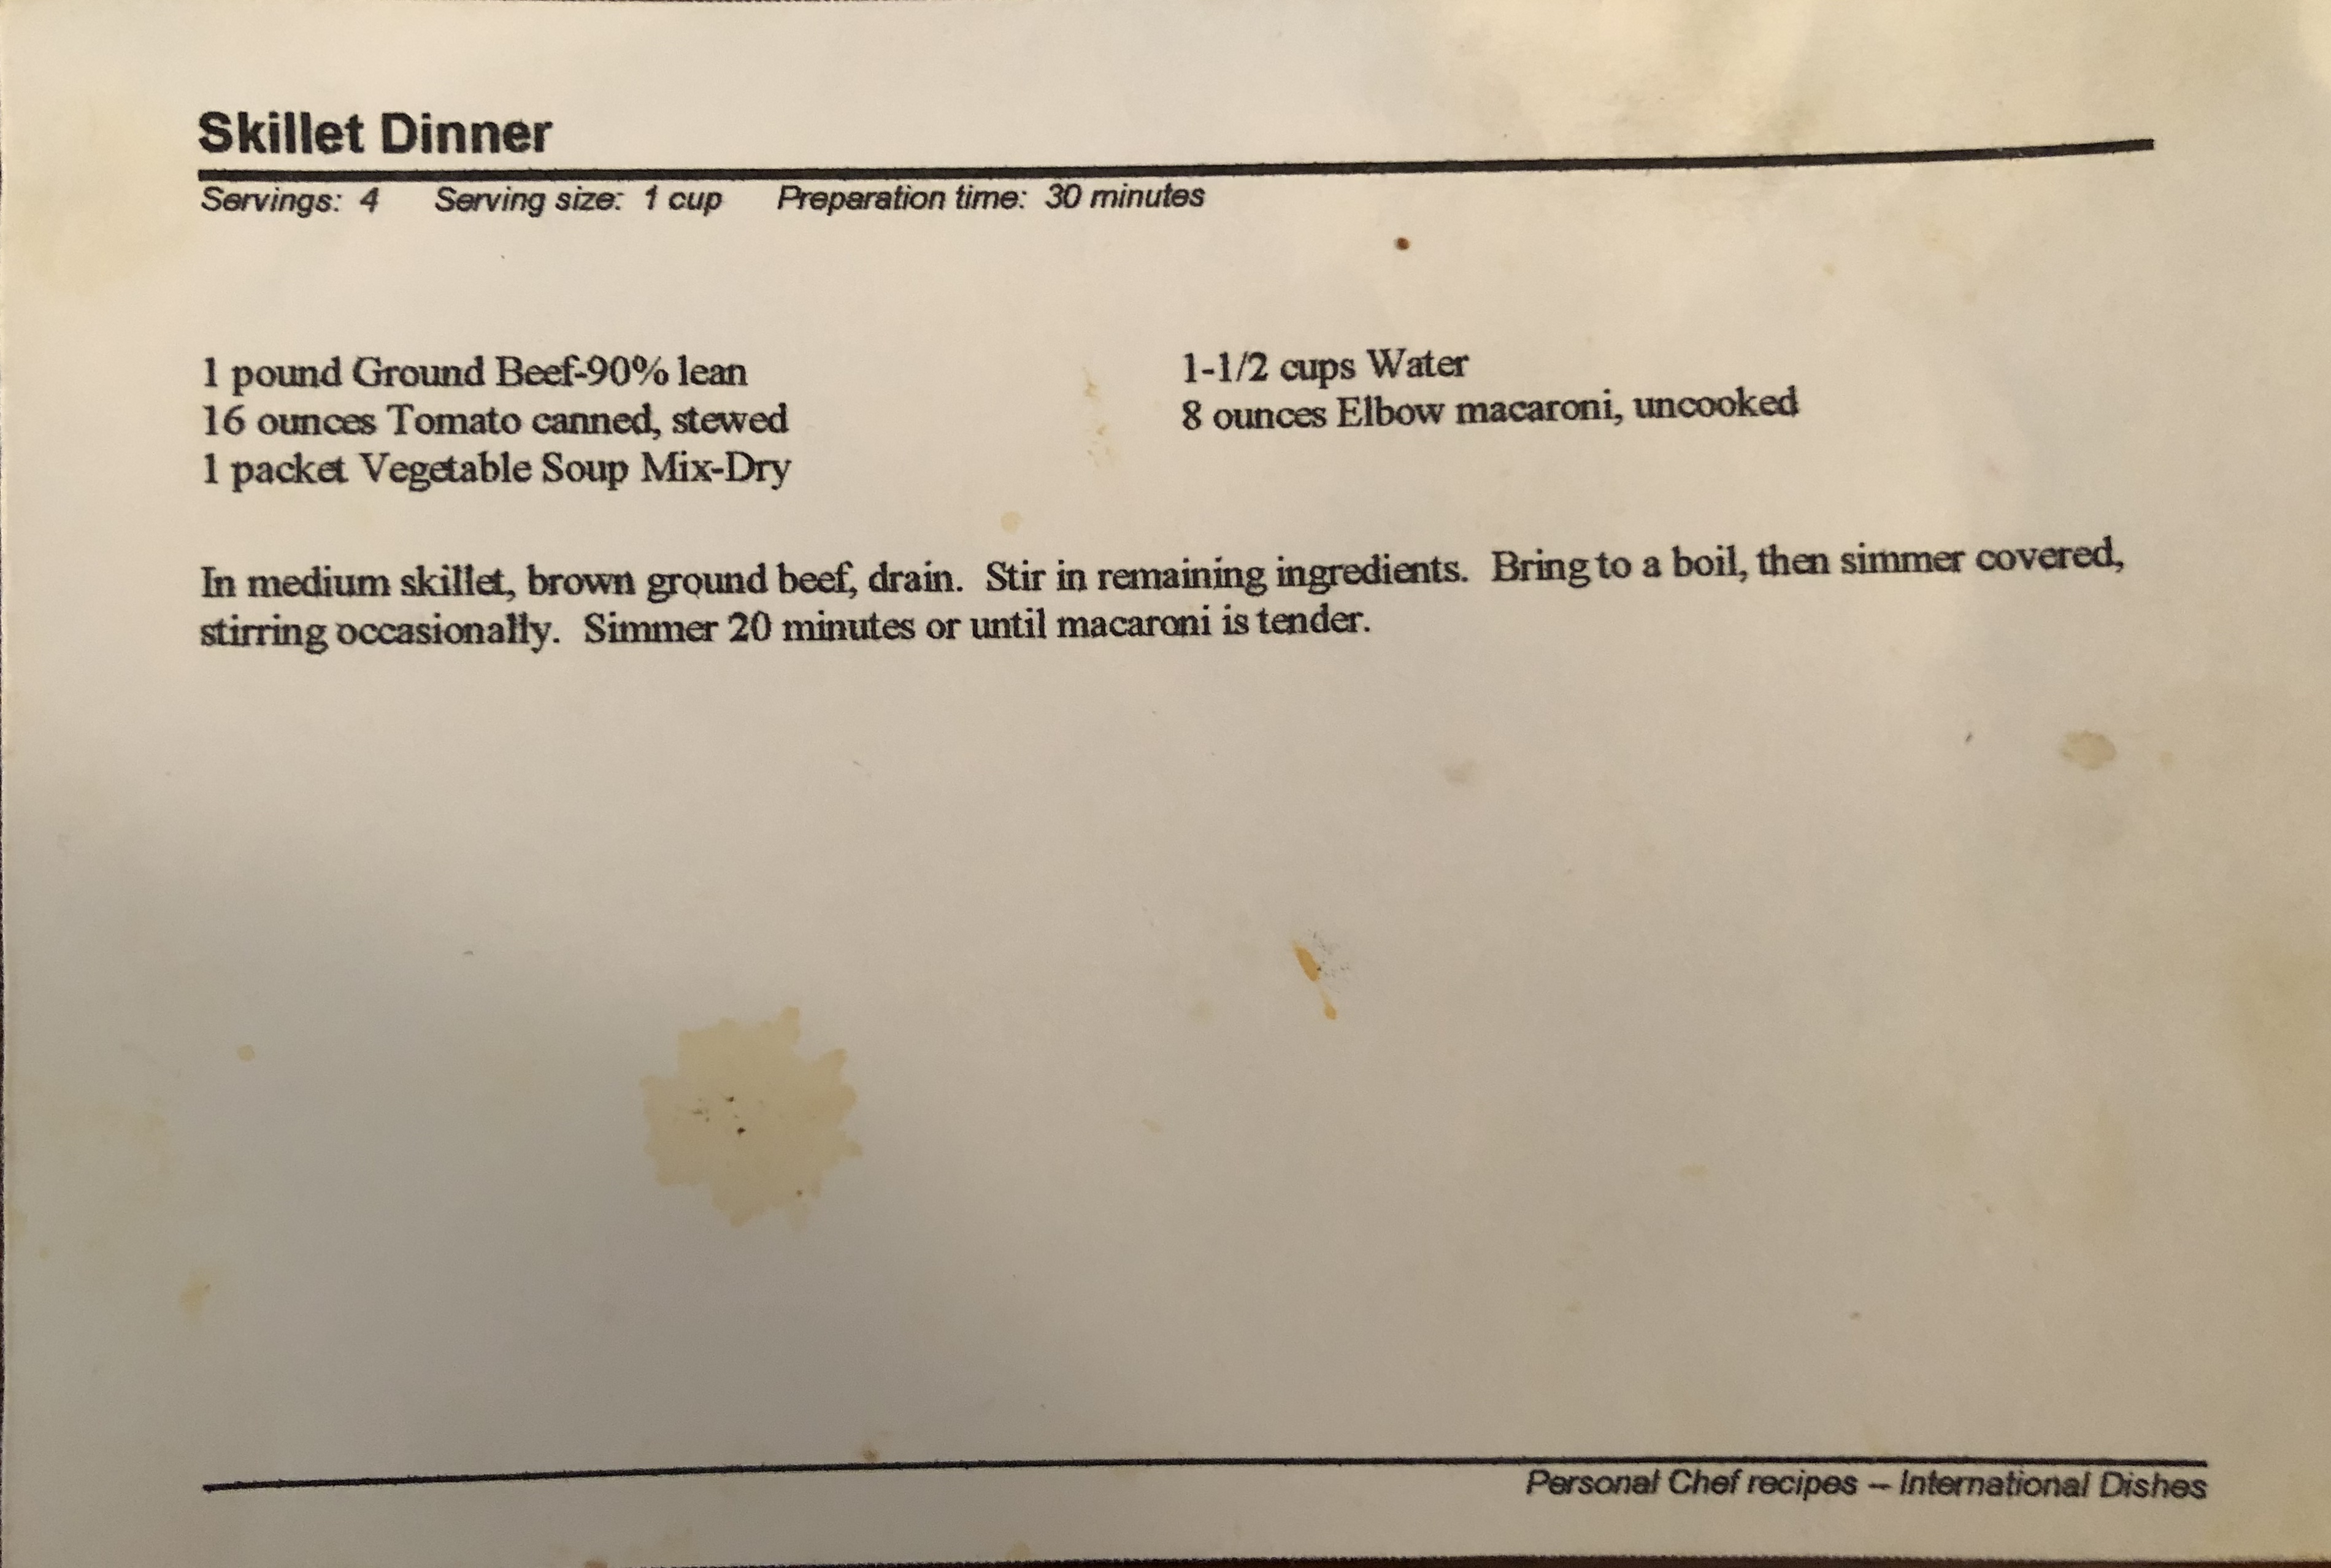 Skillet Dinner
Servings: 4 Serving size: 1 cup Preparation time: 30 minutes
1 pound Ground Beef-90% lean
16 ounces Tomato canned, stewed
1 packet Vegetable Soup Mix-Dry
1-1/2 cups Water
8 ounces Elbow macaroni, uncooked
In medium skillet, brown ground beef, drain. Stir in remaining ingredients. Bring to a boil, then simmer covered,
stirring occasionally. Simmer 20 minutes or until macaroni is tender.
Personal Chef recipes – International Dishes